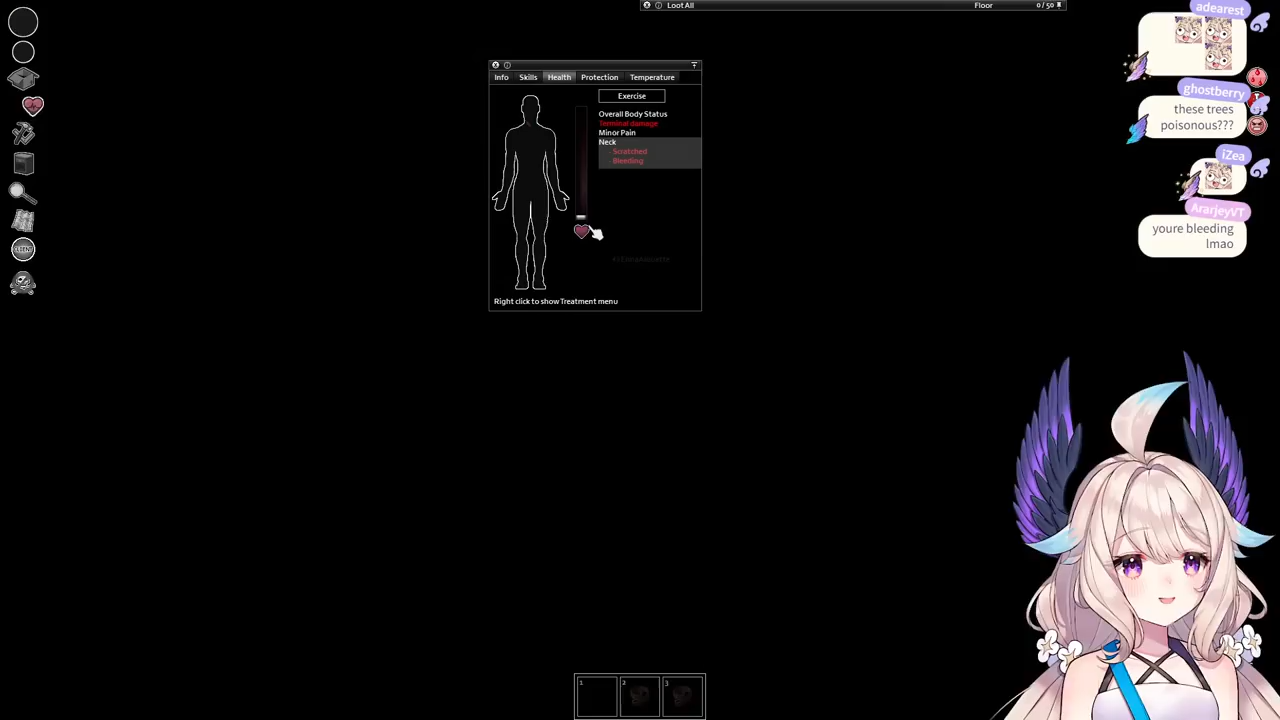 Loot All
Floor
0 / 50
adearest
Info
Skills
Health
Protection
Temperature
Exercise
ghostberry
these trees
poisonous???
Overall Body Status
Terminal damage
Minor Pain
Neck
- Scratched
- Bleeding
iZea
ArarjeyVT
youre bleeding
lmao
Right click to show Treatment menu
1
2
3